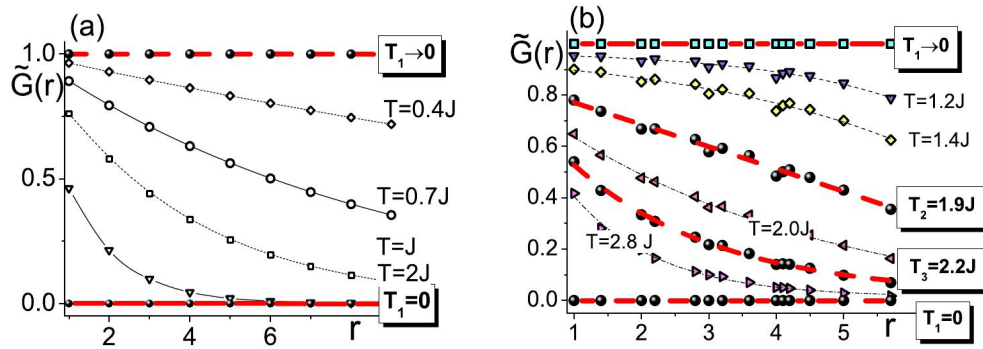 (a)
1.0
G̃(r)
0.5
0.0
2
4
6
r
T₁→0
T=0.4J
T=0.7J
T=J
T=2J
T₁=0
(b)
G̃(r)
0.8
0.6
0.4
0.2
0.0
1
2
3
4
5
r
T₁→0
T=1.2J
T=1.4J
T₂=1.9J
T=2.0J
T=2.8 J
T₃=2.2J
T₁=0